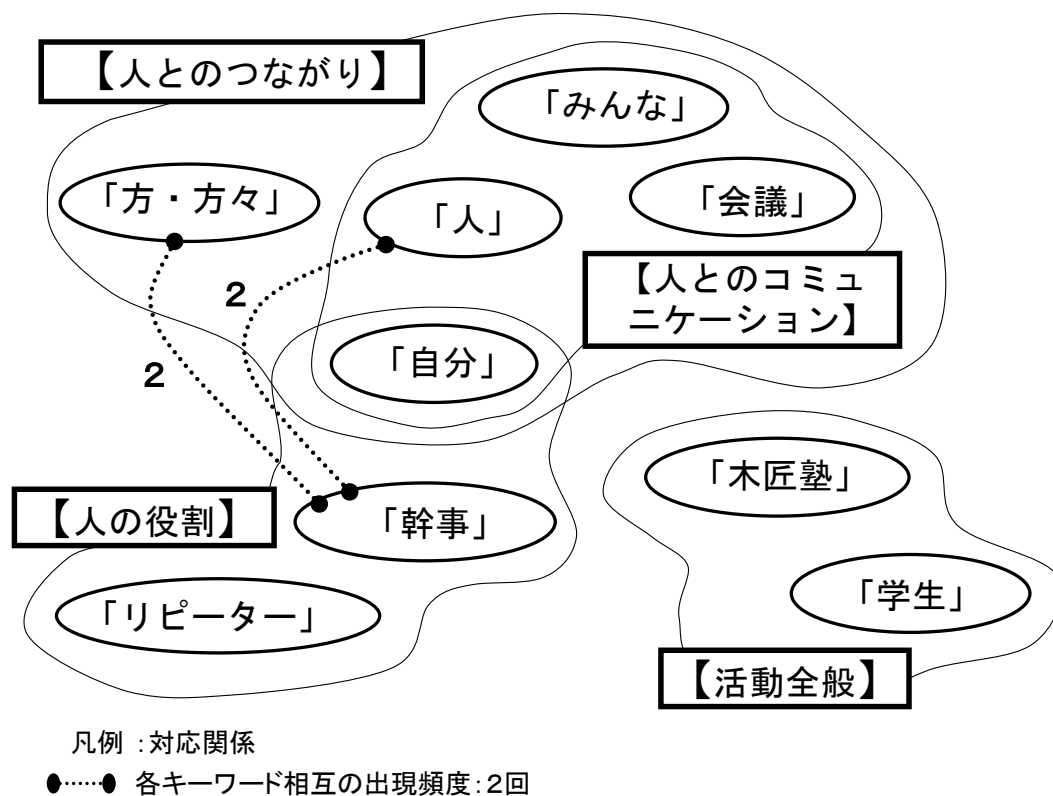 【人とのつながり】
「みんな」
「方・方々」
「人」
「会議」
【人とのコミュ
ニケーション】
2
2
「自分」
「木匠塾」
【人の役割】
「幹事」
「学生」
「リピーター」
【活動全般】
凡例 :対応関係
各キーワード相互の出現頻度:2回